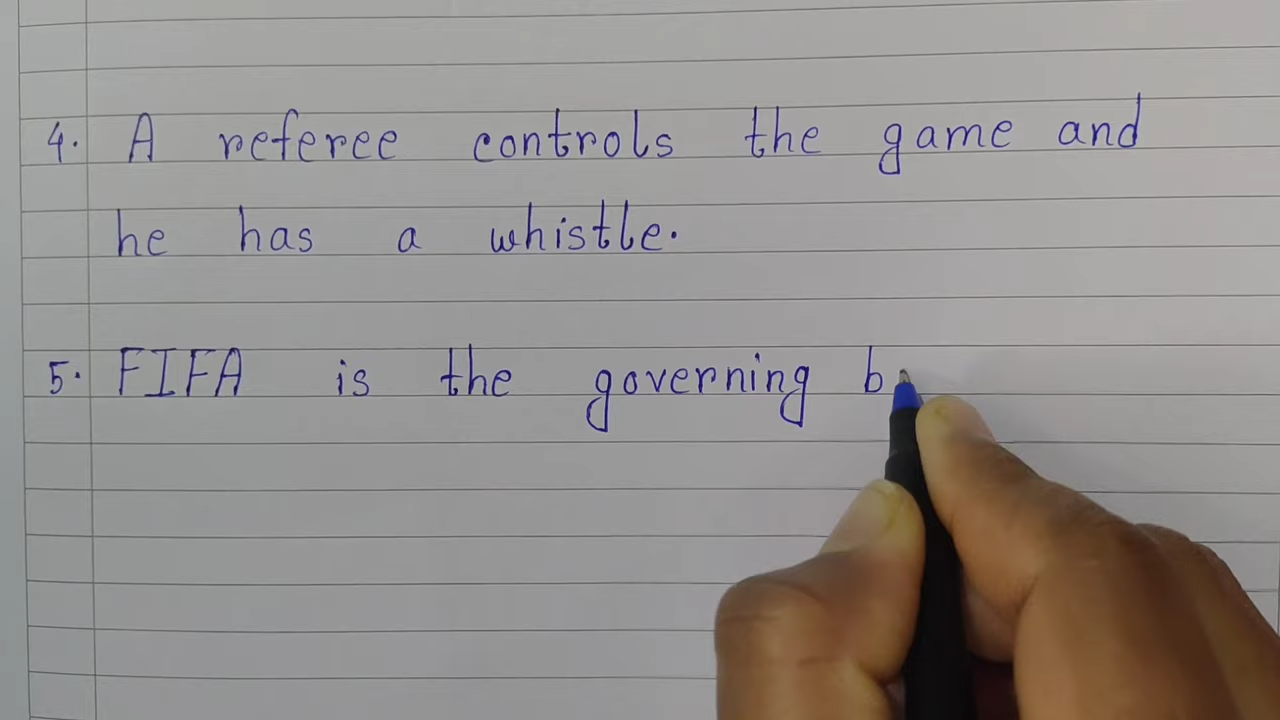 4. A referee controls the game and
he has a whistle.
5. FIFA is the governing b